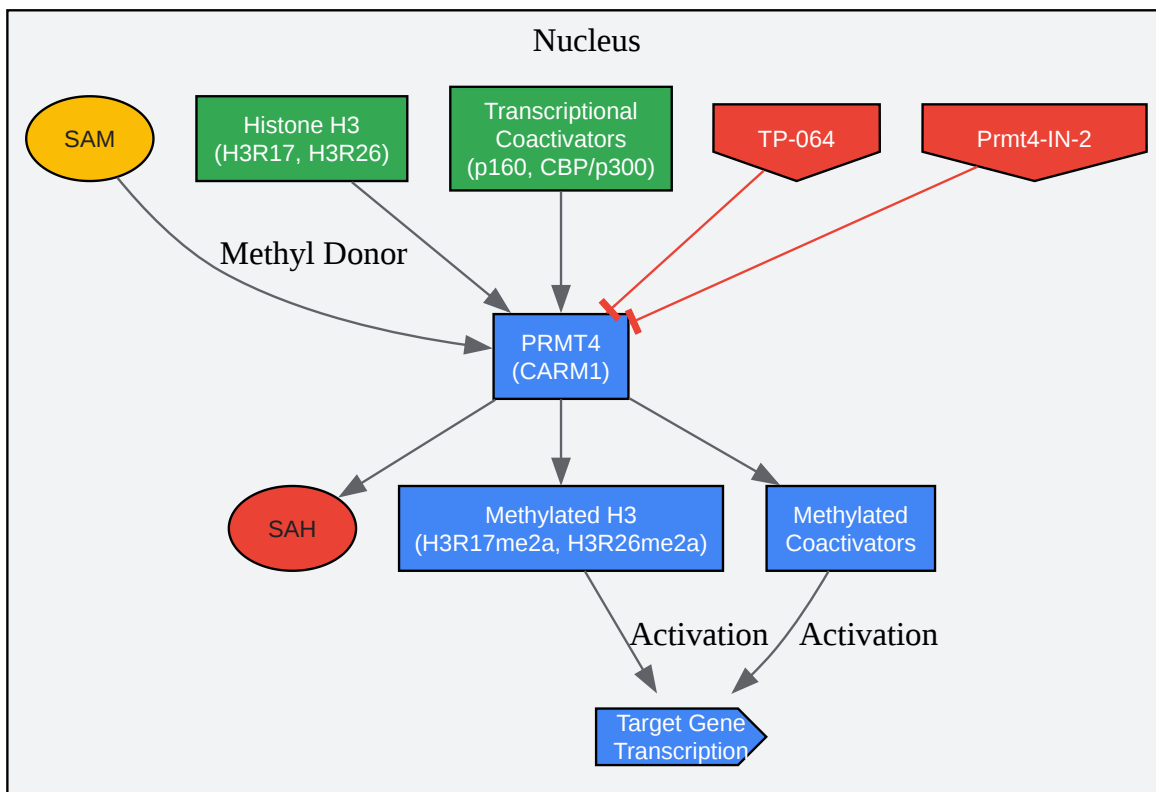 Nucleus
SAM
Histone H3
(H3R17, H3R26)
Transcriptional
Coactivators
(p160, CBP/p300)
TP-064
Prmt4-IN-2
Methyl Donor
PRMT4
(CARM1)
SAH
Methylated H3
(H3R17me2a, H3R26me2a)
Methylated
Coactivators
Activation
Activation
Target Gene
Transcription